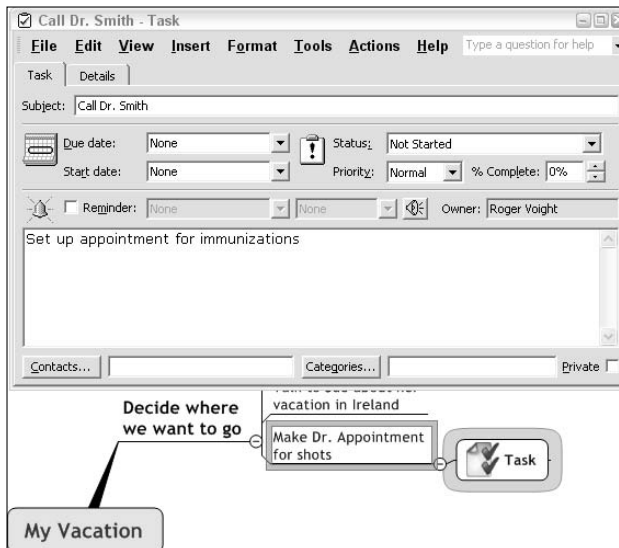 Call Dr. Smith - Task
File Edit View Insert Format Tools Actions Help Type a question for help
Task Details
Subject: Call Dr. Smith
Due date: None Status: Not Started
Start date: None Priority: Normal % Complete: 0%
Reminder: None None Owner: Roger Voight
Set up appointment for immunizations
Contacts... Categories... Private
Decide where
we want to go
vacation in Ireland
Make Dr. Appointment
for shots
Task
My Vacation